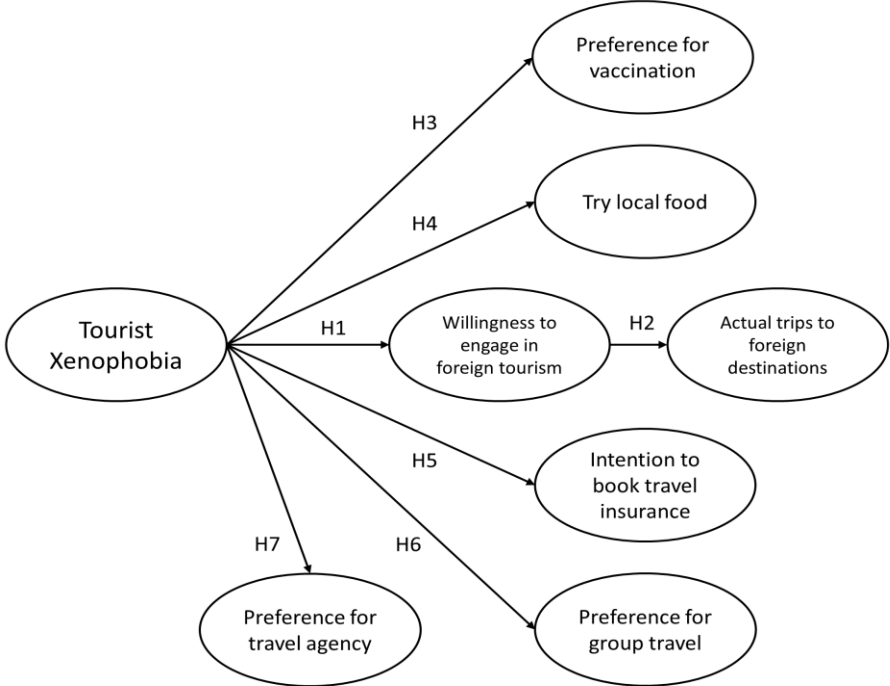 Preference for
vaccination
H3
Try local food
H4
Tourist
Xenophobia
H1
Willingness to
engage in
foreign tourism
H2
Actual trips to
foreign
destinations
H5
Intention to
book travel
insurance
H6
H7
Preference for
travel agency
Preference for
group travel